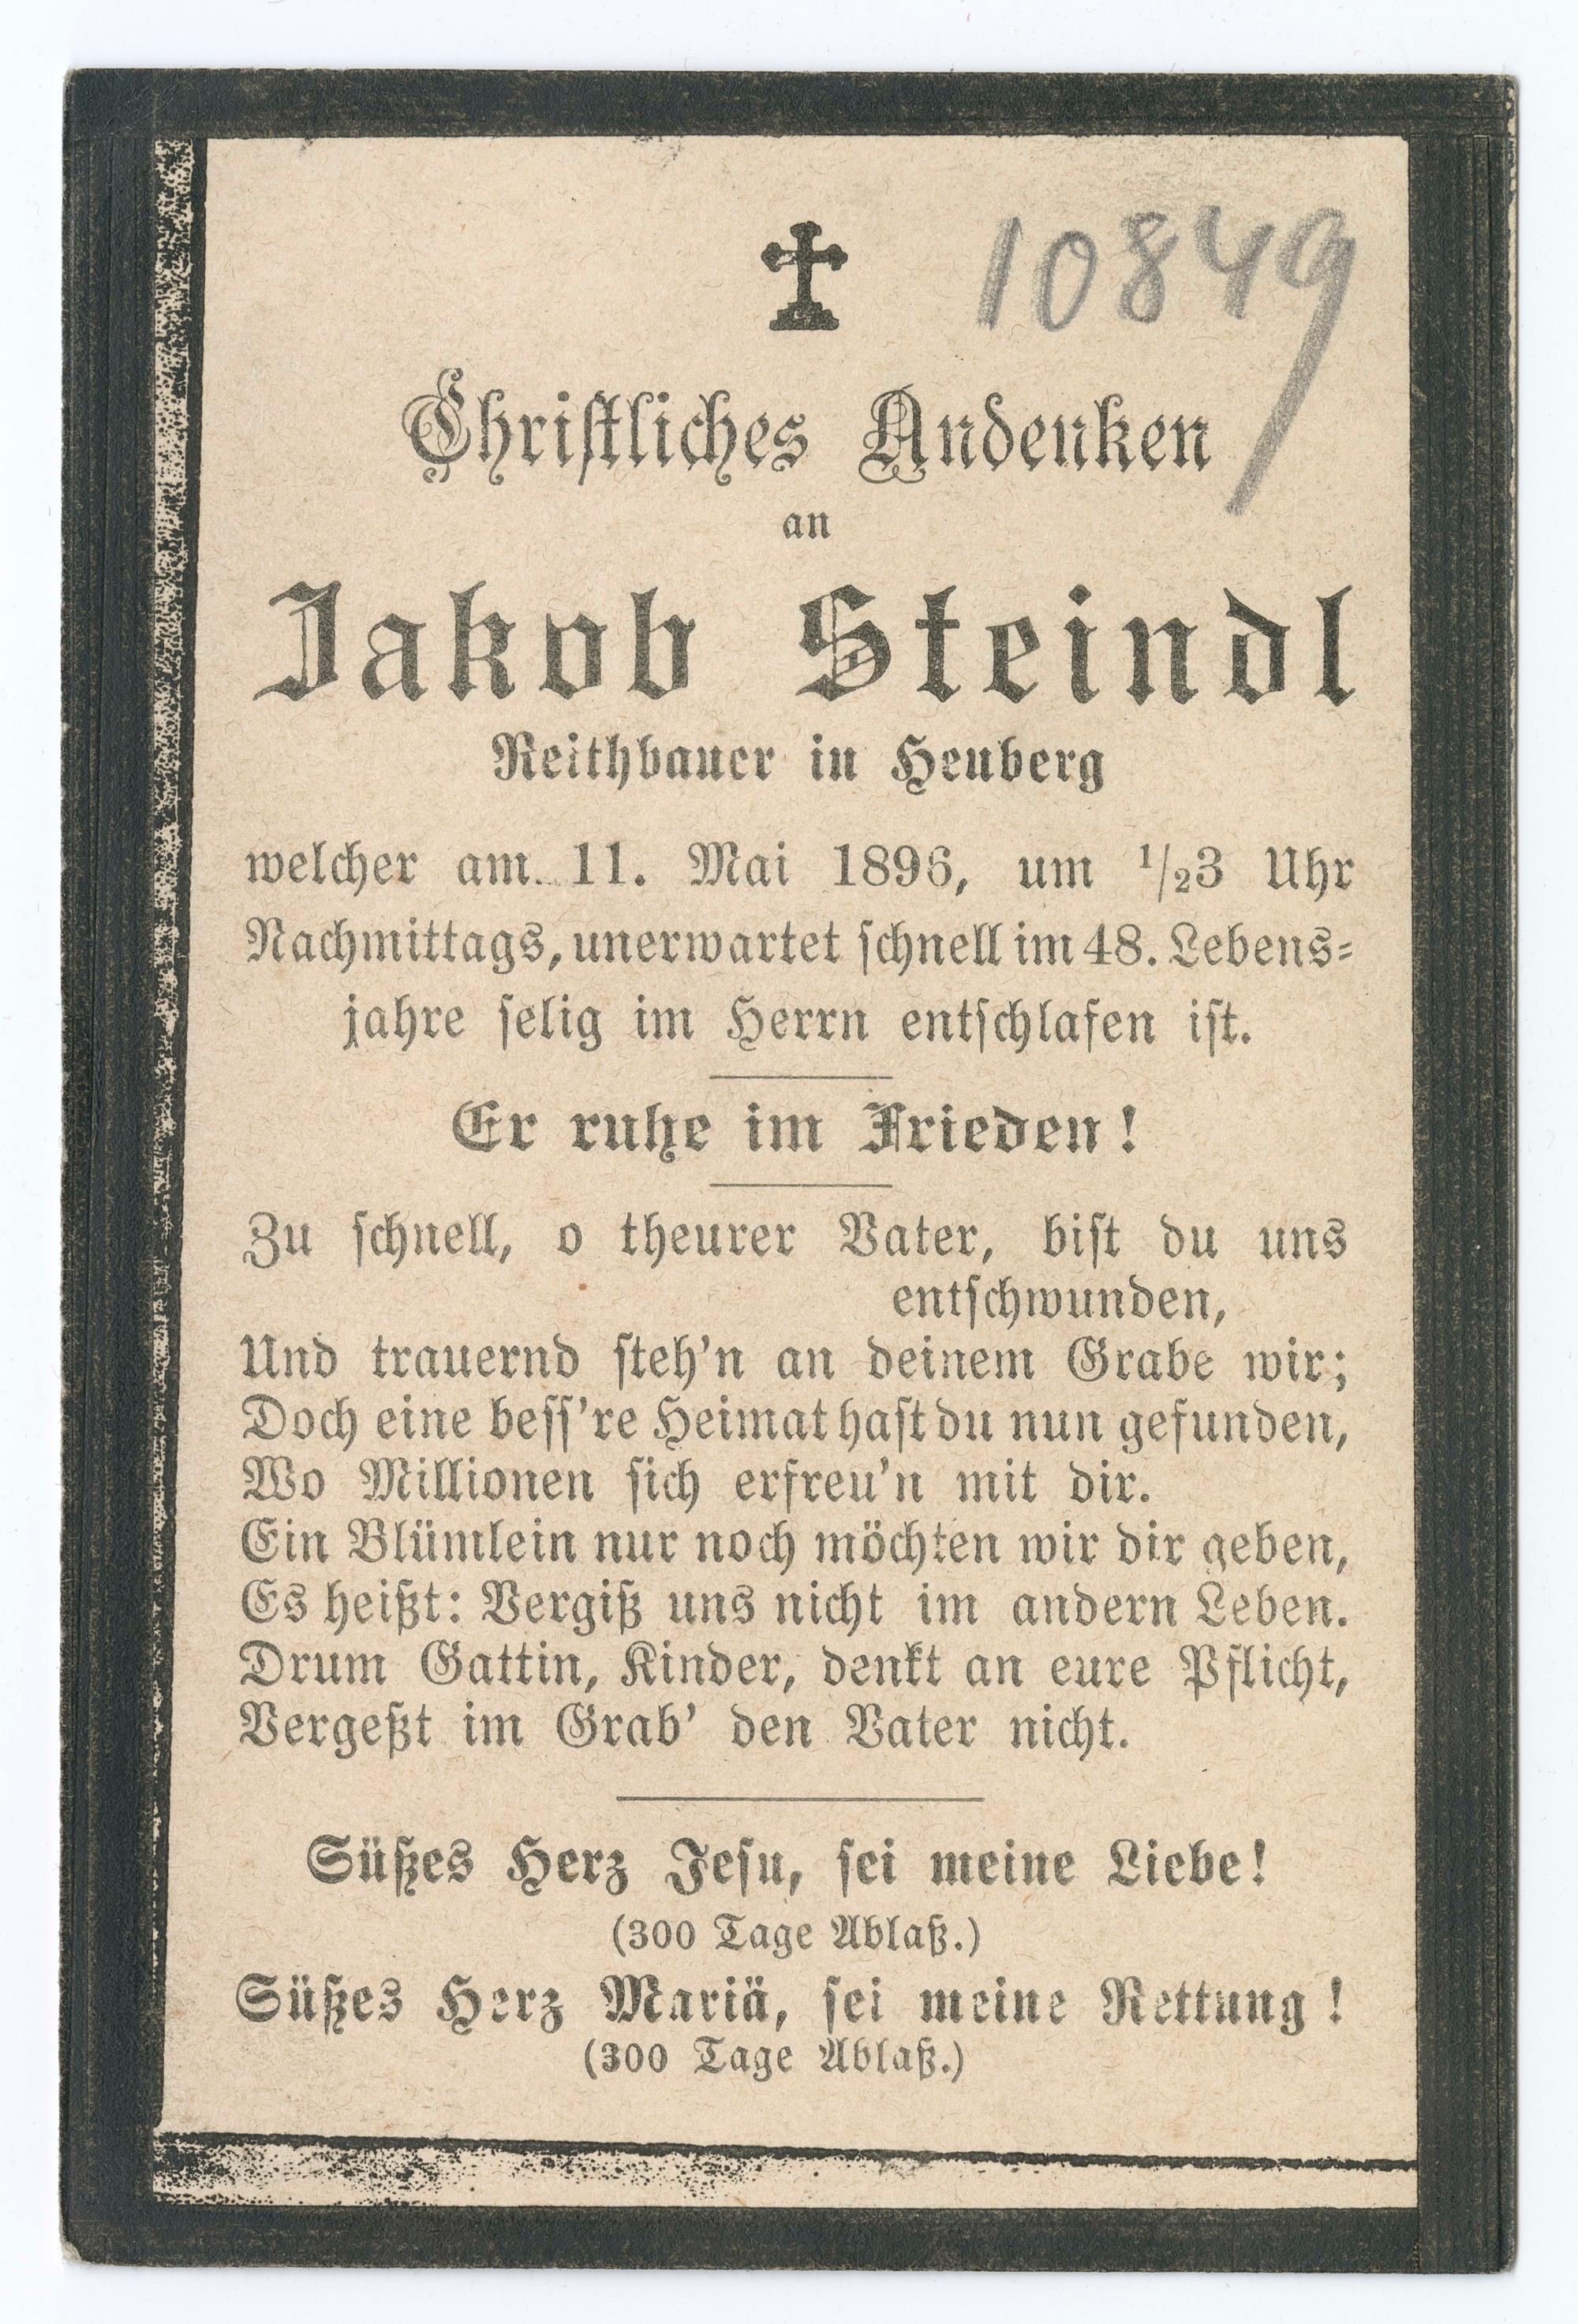 10849
Christliches Andenken
an
Jakob Steindl
Reithbauer in Heuberg
welcher am 11. Mai 1896, um 1/23 Uhr
Nachmittags, unerwartet schnell im 48. Lebens=
jahre selig im Herrn entschlafen ist.
Er ruhe im Frieden!
Zu schnell, o theurer Vater, bist du uns
entschwunden,
Und trauernd steh'n an deinem Grabe wir;
Doch eine bess're Heimat hast du nun gefunden,
Wo Millionen sich erfreu'n mit dir.
Ein Blümlein nur noch möchten wir dir geben,
Es heißt: Vergiß uns nicht im andern Leben.
Drum Gattin, Kinder, denkt an eure Pflicht,
Vergeßt im Grab' den Vater nicht.
Süßes Herz Jesu, sei meine Liebe!
(300 Tage Ablaß.)
Süßes Herz Mariä, sei meine Rettung!
(300 Tage Ablaß.)